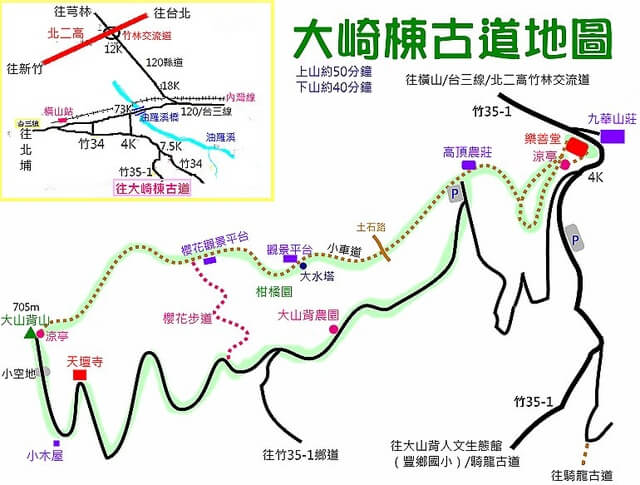 大崎棟古道地圖
上山約50分鐘
下山約40分鐘
往芎林
往台北
北二高
竹林交流道
12K
往新竹
120縣道
18K
橫山站
73K
內灣線
台三線
油羅溪橋
120/台三線
往北埔
竹34
4K
油羅溪
7.5K
竹34
竹35-1
往大崎棟古道
往橫山/台三線/北二高竹林交流道
竹35-1
九華山莊
樂善堂
涼亭
高頂農莊
4K
P
P
土石路
小車道
櫻花觀景平台
觀景平台
大水塔
柑橘園
櫻花步道
大山背農園
705m
大山背山
涼亭
天壇寺
小空地
小木屋
往竹35-1鄉道
竹35-1
往大山背人文生態館
（豐鄉國小）/騎龍古道
往騎龍古道